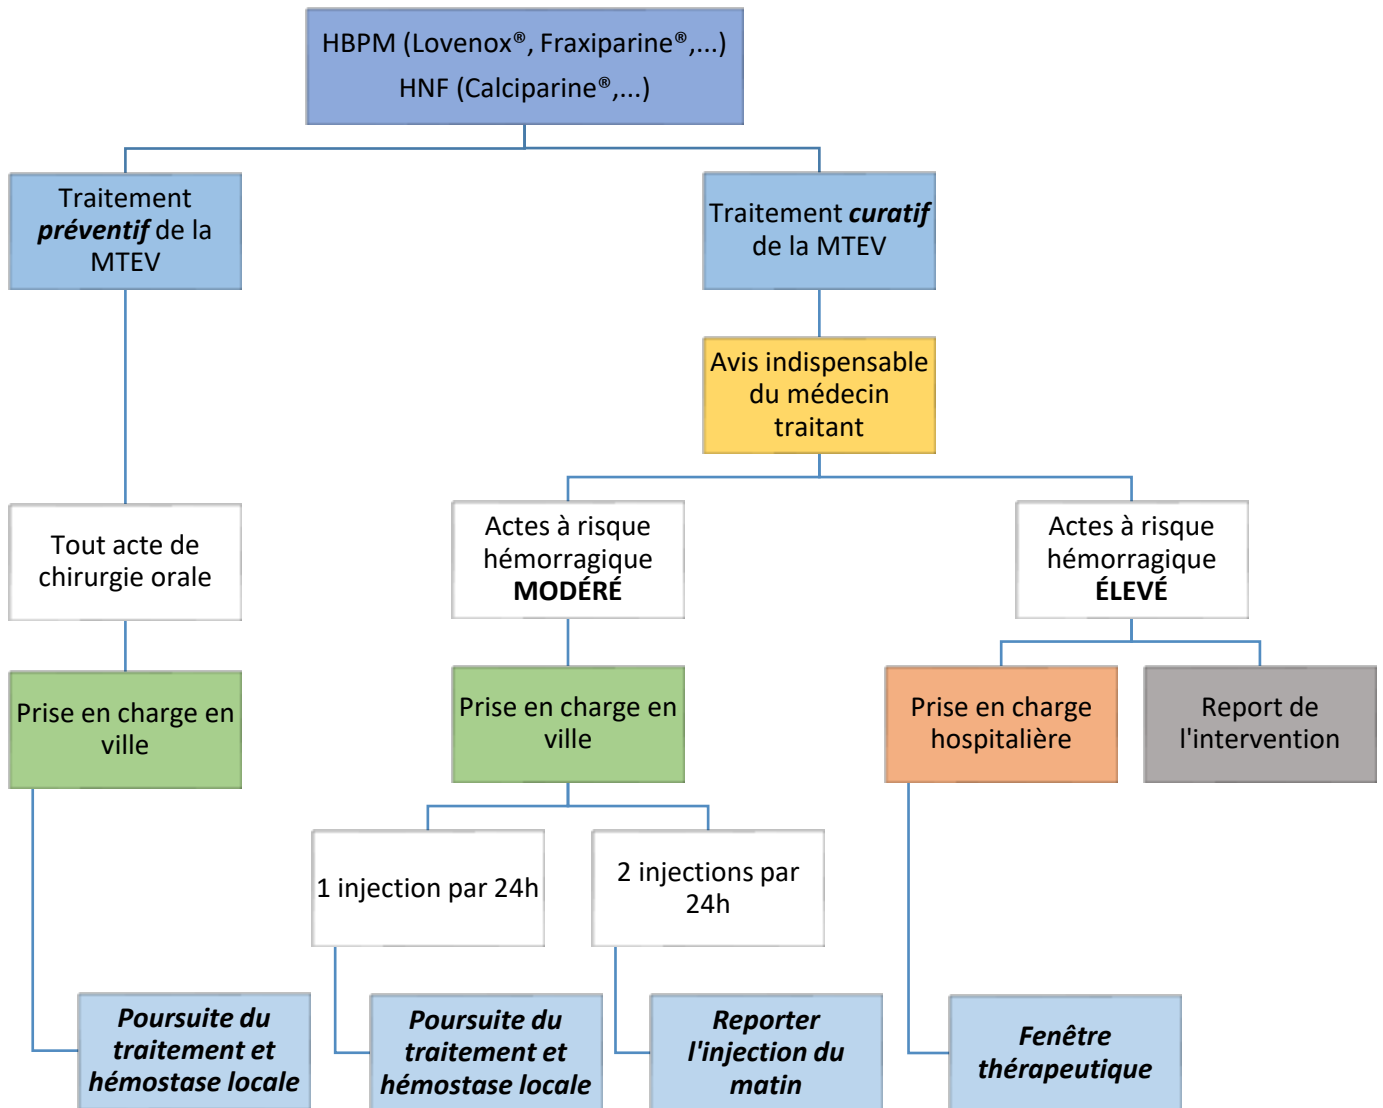 HBPM (Lovenox®, Fraxiparine®,...)
HNF (Calciparine®,...)
Traitement
préventif de la
MTEV
Traitement curatif
de la MTEV
Avis indispensable
du médecin
traitant
Tout acte de
chirurgie orale
Actes à risque
hémorragique
MODÉRÉ
Actes à risque
hémorragique
ÉLEVÉ
Prise en charge en
ville
Prise en charge en
ville
Prise en charge
hospitalière
Report de
l'intervention
1 injection par 24h
2 injections par
24h
Poursuite du
traitement et
hémostase locale
Poursuite du
traitement et
hémostase locale
Reporter
l'injection du
matin
Fenêtre
thérapeutique